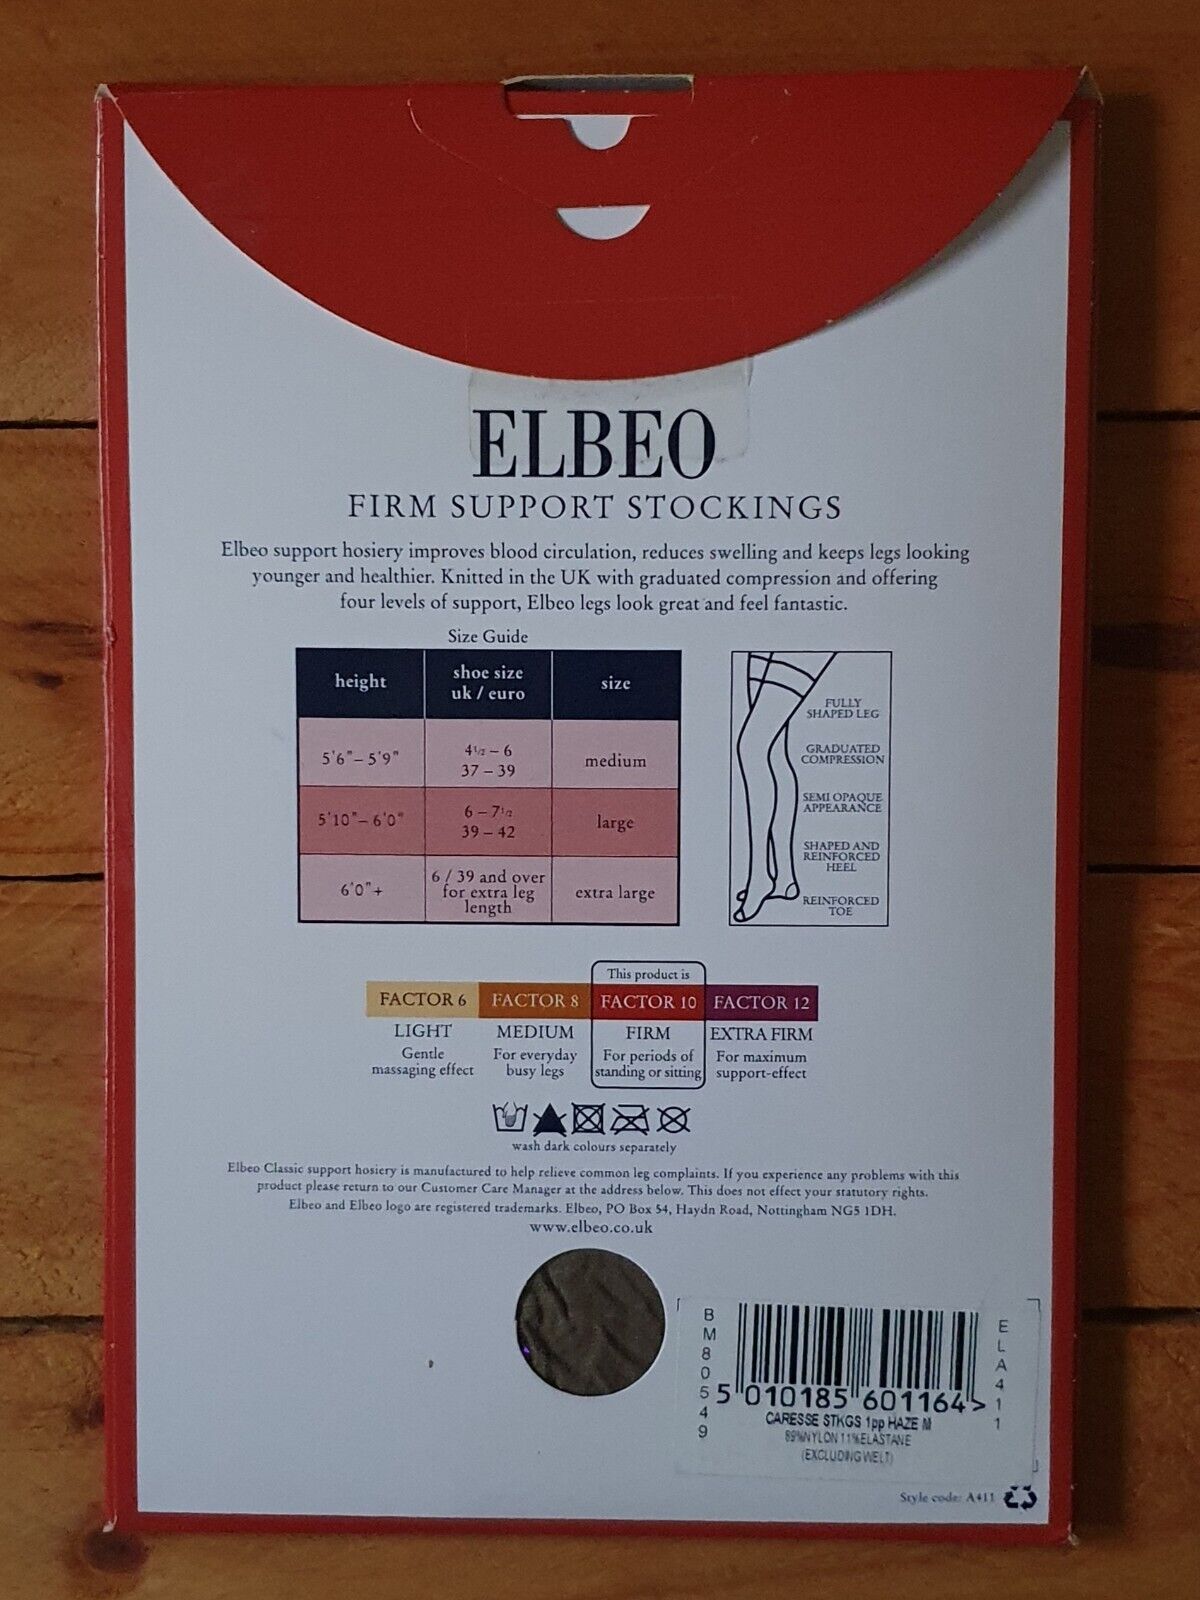 ELBEO
FIRM SUPPORT STOCKINGS
Elbeo support hosiery improves blood circulation, reduces swelling and keeps legs looking
younger and healthier. Knitted in the UK with graduated compression and offering
four levels of support, Elbeo legs look great and feel fantastic.
Size Guide
height
shoe size
uk / euro
size
5'6"– 5'9"
4 1/2 – 6
37 – 39
medium
5'10"– 6'0"
6 – 7 1/2
39 – 42
large
6'0"+
6 / 39 and over
for extra leg
length
extra large
FULLY
SHAPED LEG
GRADUATED
COMPRESSION
SEMI OPAQUE
APPEARANCE
SHAPED AND
REINFORCED
HEEL
REINFORCED
TOE
This product is
FACTOR 6
FACTOR 8
FACTOR 10
FACTOR 12
LIGHT
MEDIUM
FIRM
EXTRA FIRM
Gentle
massaging effect
For everyday
busy legs
For periods of
standing or sitting
For maximum
support-effect
wash dark colours separately
Elbeo Classic support hosiery is manufactured to help relieve common leg complaints. If you experience any problems with this
product please return to our Customer Care Manager at the address below. This does not effect your statutory rights.
Elbeo and Elbeo logo are registered trademarks. Elbeo, PO Box 54, Haydn Road, Nottingham NG5 1DH.
www.elbeo.co.uk
BM80549
5 010185 601164 >
ELA411
CARESSE STKGS 1pp HAZE M
89%NYLON 11%ELASTANE
(EXCLUDING WELT)
Style code: A411